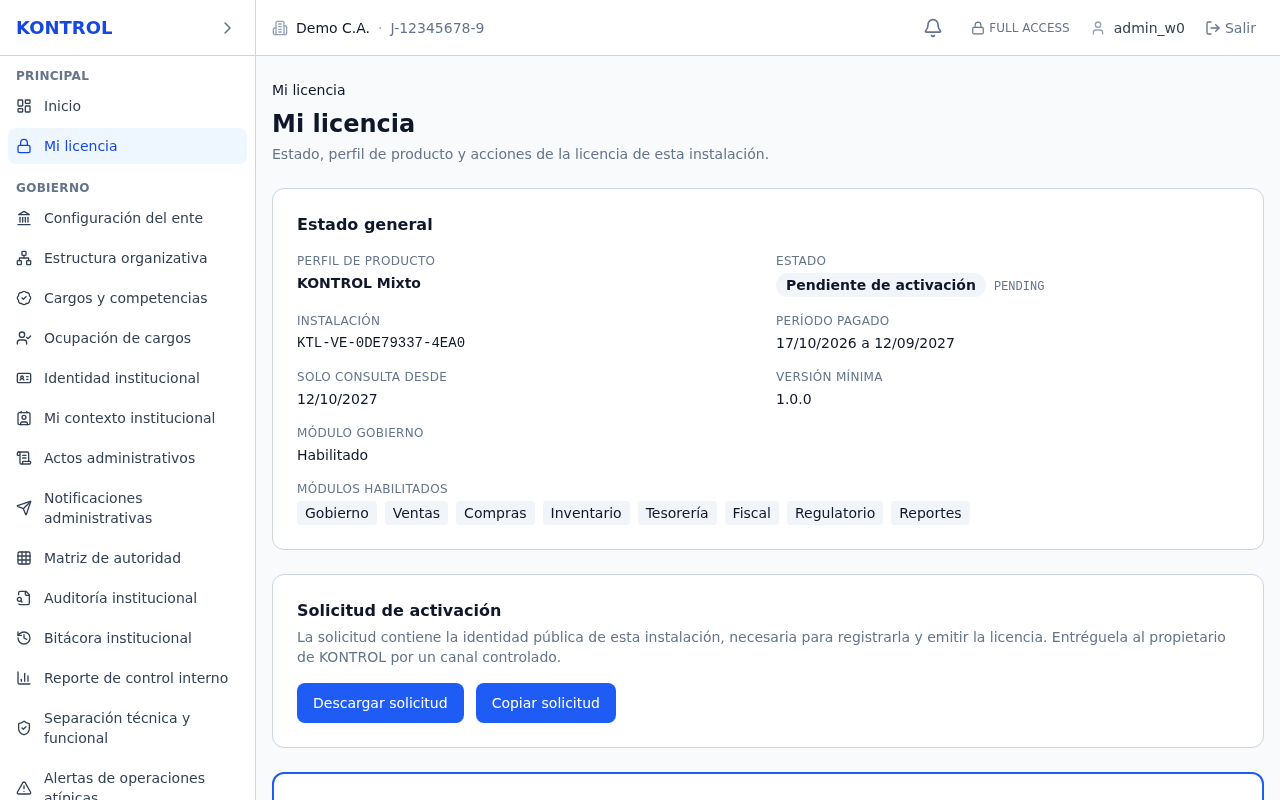 KONTROL
Demo C.A. · J-12345678-9
FULL ACCESS
admin_w0
Salir
PRINCIPAL
Inicio
Mi licencia
GOBIERNO
Configuración del ente
Estructura organizativa
Cargos y competencias
Ocupación de cargos
Identidad institucional
Mi contexto institucional
Actos administrativos
Notificaciones
administrativas
Matriz de autoridad
Auditoría institucional
Bitácora institucional
Reporte de control interno
Separación técnica y
funcional
Alertas de operaciones
atípicas
Mi licencia
Mi licencia
Estado, perfil de producto y acciones de la licencia de esta instalación.
Estado general
PERFIL DE PRODUCTO
KONTROL Mixto
ESTADO
Pendiente de activación PENDING
INSTALACIÓN
KTL-VE-0DE79337-4EA0
PERÍODO PAGADO
17/10/2026 a 12/09/2027
SOLO CONSULTA DESDE
12/10/2027
VERSIÓN MÍNIMA
1.0.0
MÓDULO GOBIERNO
Habilitado
MÓDULOS HABILITADOS
Gobierno Ventas Compras Inventario Tesorería Fiscal Regulatorio Reportes
Solicitud de activación
La solicitud contiene la identidad pública de esta instalación, necesaria para registrarla y emitir la licencia. Entréguela al propietario
de KONTROL por un canal controlado.
Descargar solicitud
Copiar solicitud